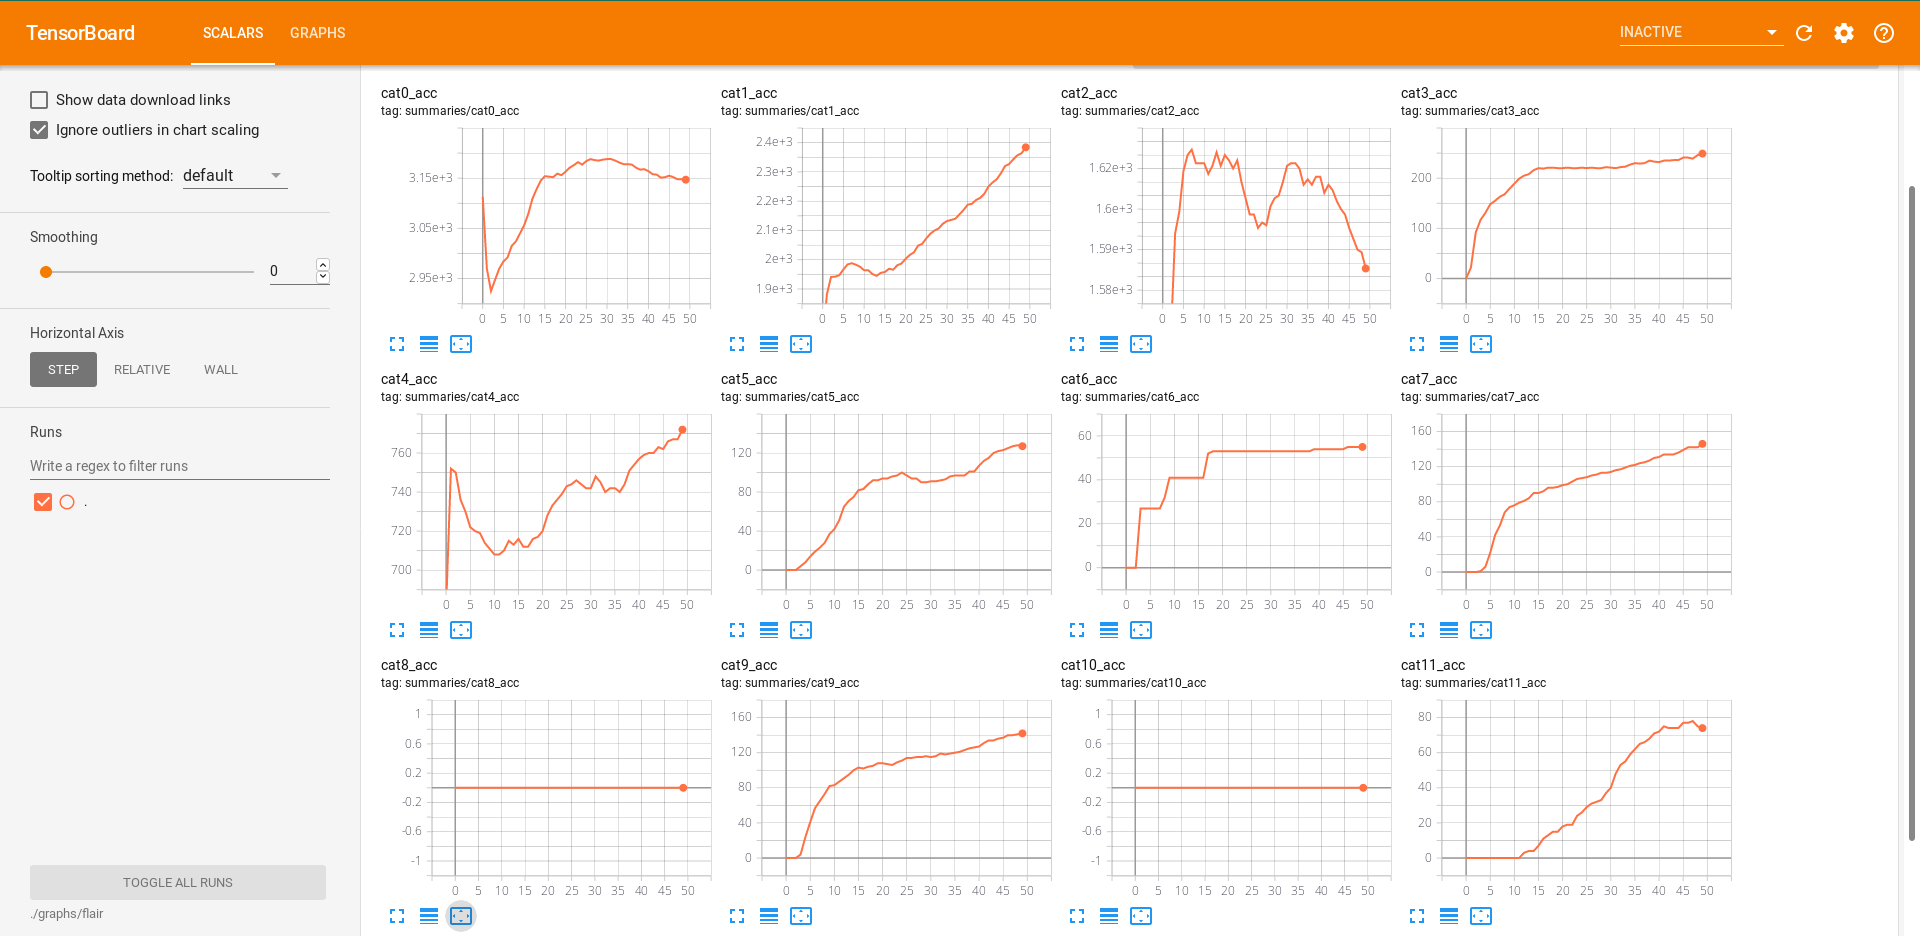 TensorBoard SCALARS GRAPHS INACTIVE
Show data download links
Ignore outliers in chart scaling
Tooltip sorting method: default
Smoothing
0
Horizontal Axis
STEP RELATIVE WALL
Runs
Write a regex to filter runs
.
TOGGLE ALL RUNS
./graphs/flair
cat0_acc
tag: summaries/cat0_acc
3.15e+3
3.05e+3
2.95e+3
0 5 10 15 20 25 30 35 40 45 50
cat1_acc
tag: summaries/cat1_acc
2.4e+3
2.3e+3
2.2e+3
2.1e+3
2e+3
1.9e+3
0 5 10 15 20 25 30 35 40 45 50
cat2_acc
tag: summaries/cat2_acc
1.62e+3
1.6e+3
1.59e+3
1.58e+3
0 5 10 15 20 25 30 35 40 45 50
cat3_acc
tag: summaries/cat3_acc
200
100
0
0 5 10 15 20 25 30 35 40 45 50
cat4_acc
tag: summaries/cat4_acc
760
740
720
700
0 5 10 15 20 25 30 35 40 45 50
cat5_acc
tag: summaries/cat5_acc
120
80
40
0
0 5 10 15 20 25 30 35 40 45 50
cat6_acc
tag: summaries/cat6_acc
60
40
20
0
0 5 10 15 20 25 30 35 40 45 50
cat7_acc
tag: summaries/cat7_acc
160
120
80
40
0
0 5 10 15 20 25 30 35 40 45 50
cat8_acc
tag: summaries/cat8_acc
1
0.6
0.2
-0.2
-0.6
-1
0 5 10 15 20 25 30 35 40 45 50
cat9_acc
tag: summaries/cat9_acc
160
120
80
40
0
0 5 10 15 20 25 30 35 40 45 50
cat10_acc
tag: summaries/cat10_acc
1
0.6
0.2
-0.2
-0.6
-1
0 5 10 15 20 25 30 35 40 45 50
cat11_acc
tag: summaries/cat11_acc
80
60
40
20
0
0 5 10 15 20 25 30 35 40 45 50